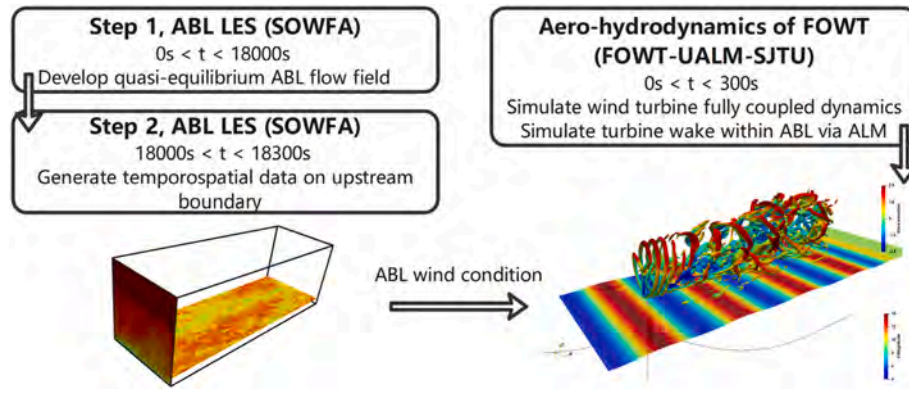 Step 1, ABL LES (SOWFA)
0s < t < 18000s
Develop quasi-equilibrium ABL flow field
Step 2, ABL LES (SOWFA)
18000s < t < 18300s
Generate temporospatial data on upstream
boundary
Aero-hydrodynamics of FOWT
(FOWT-UALM-SJTU)
0s < t < 300s
Simulate wind turbine fully coupled dynamics
Simulate turbine wake within ABL via ALM
ABL wind condition